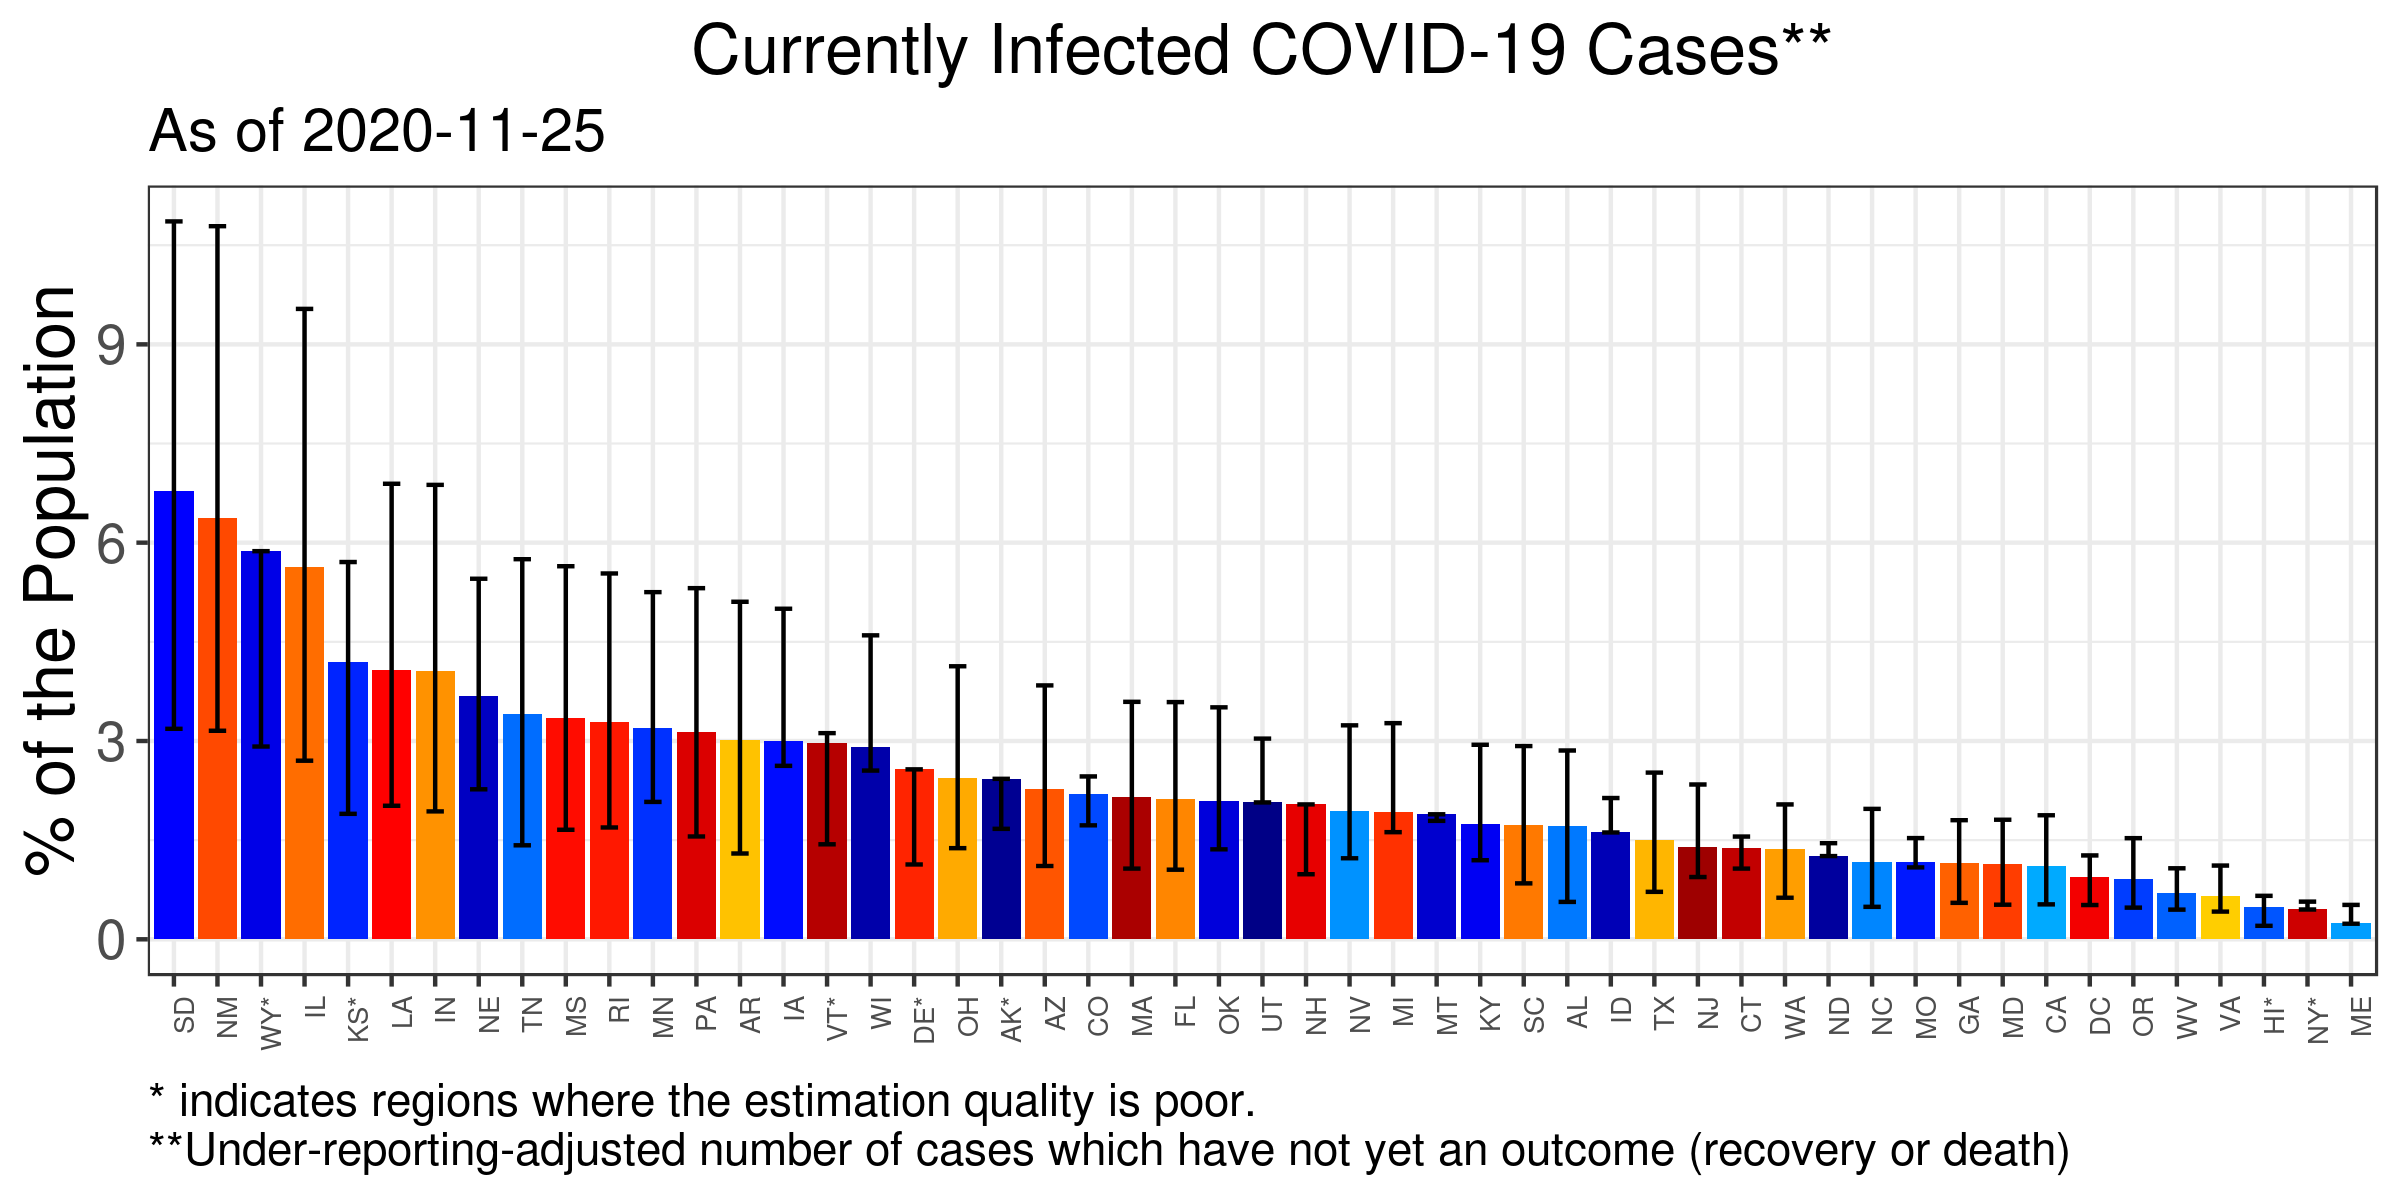 Currently Infected COVID-19 Cases**
As of 2020-11-25
% of the Population
9
6
3
0
SD NM WY* IL KS* LA IN NE TN MS RI MN PA AR IA VT* WI DE* OH AK* AZ CO MA FL OK UT NH NV MI MT KY SC AL ID TX NJ CT WA ND NC MO GA MD CA DC OR WV VA HI* NY* ME
* indicates regions where the estimation quality is poor.
**Under-reporting-adjusted number of cases which have not yet an outcome (recovery or death)